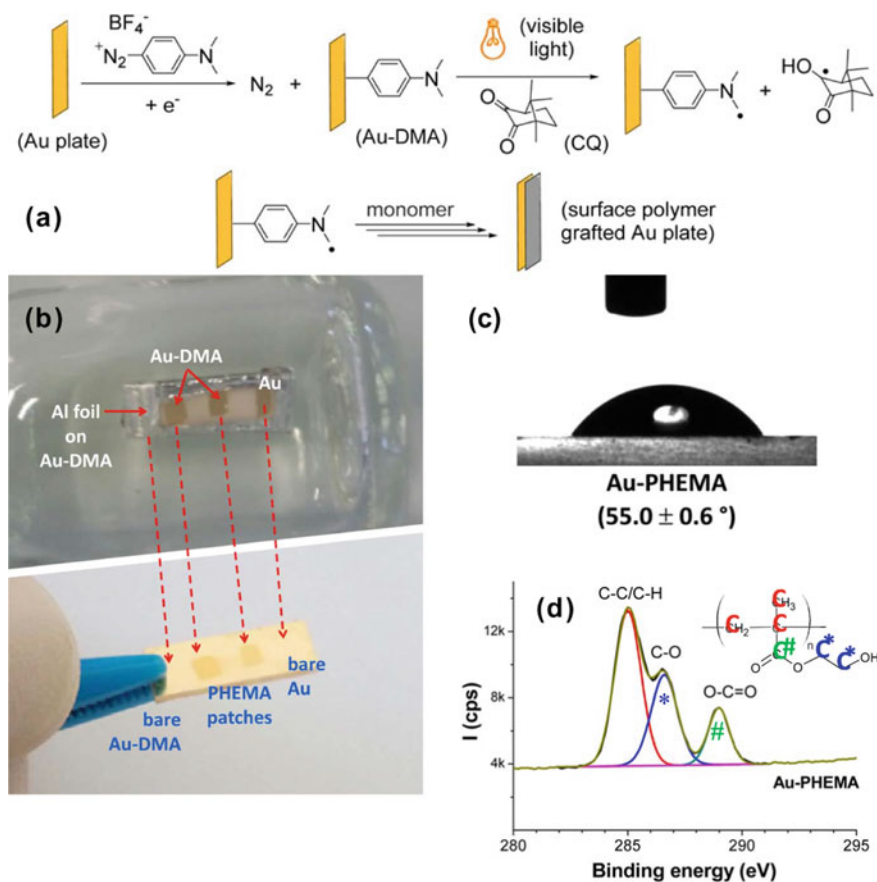 BF4-
+N2
N
+ e-
N2 +
(Au plate)
N
(Au-DMA)
(visible
light)
O
O
(CQ)
N
+
HO
O
(a)
N
monomer
(surface polymer
grafted Au plate)
(b)
Au-DMA
Au
Al foil
on
Au-DMA
bare
Au
PHEMA
patches
bare
Au-DMA
(c)
Au-PHEMA
(55.0 ± 0.6 °)
(d)
C-C/C-H
C-O
O-C=O
*
#
CH2
C
CH3
C
C
n
C#
O
O
C*
C*
OH
12k
8k
4k
I (cps)
Au-PHEMA
280 285 290 295
Binding energy (eV)